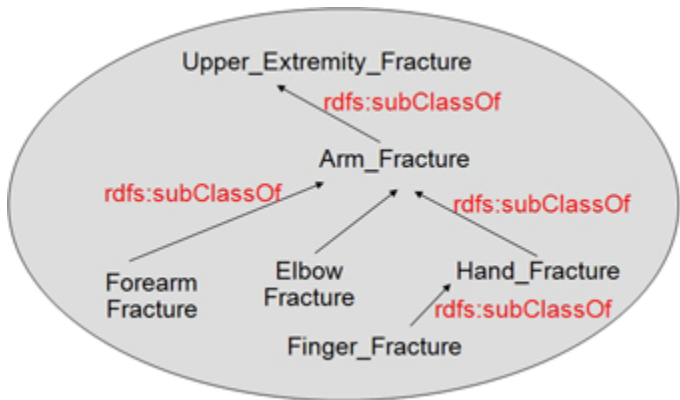 Upper_Extremity_Fracture
rdfs:subClassOf
Arm_Fracture
rdfs:subClassOf
rdfs:subClassOf
Forearm
Fracture
Elbow
Fracture
Hand_Fracture
rdfs:subClassOf
Finger_Fracture